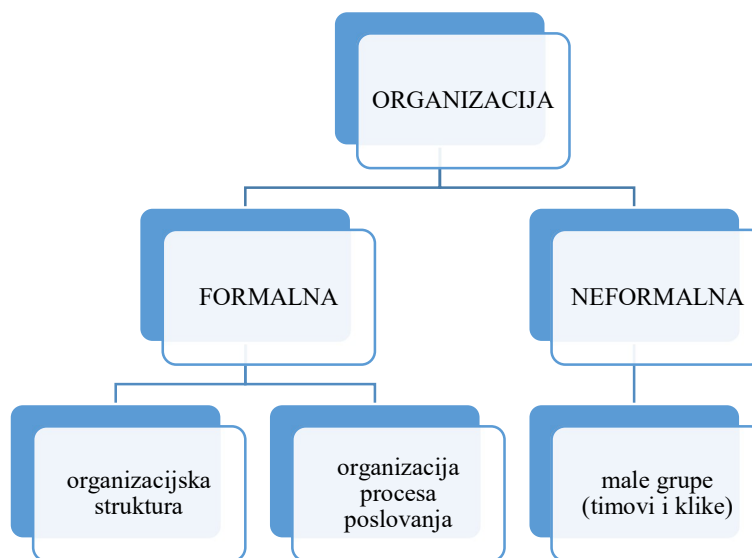 ORGANIZACIJA
FORMALNA
NEFORMALNA
organizacijska
struktura
organizacija
procesa
poslovanja
male grupe
(timovi i klike)